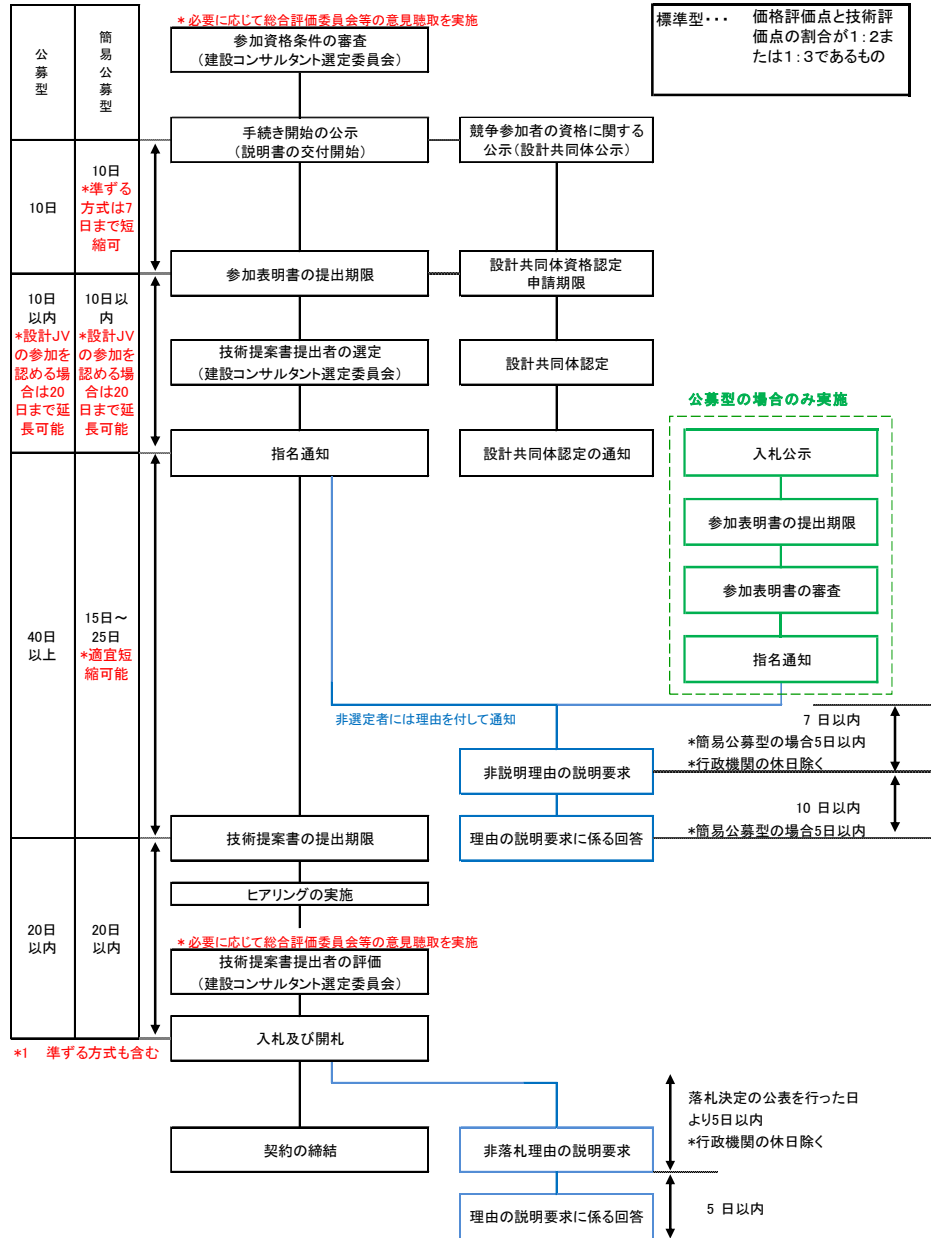 *必要に応じて総合評価委員会等の意見聴取を実施
参加資格条件の審査
(建設コンサルタント選定委員会)
標準型・・・ 価格評価点と技術評
価点の割合が1:2ま
たは1:3であるもの
公募型
簡易公募型
手続き開始の公示
(説明書の交付開始)
競争参加者の資格に関する
公示(設計共同体公示)
10日
10日
*準ずる
方式は7
日まで短
縮可
参加表明書の提出期限
設計共同体資格認定
申請期限
10日
以内
*設計JV
の参加を
認める場
合は20
日まで延
長可能
10日以
内
*設計JV
の参加を
認める場
合は20
日まで延
長可能
技術提案書提出者の選定
(建設コンサルタント選定委員会)
設計共同体認定
指名通知
設計共同体認定の通知
公募型の場合のみ実施
入札公示
参加表明書の提出期限
参加表明書の審査
指名通知
40日
以上
15日~
25日
*適宜短
縮可能
非選定者には理由を付して通知
7 日以内
*簡易公募型の場合5日以内
*行政機関の休日除く
非説明理由の説明要求
10 日以内
*簡易公募型の場合5日以内
技術提案書の提出期限
理由の説明要求に係る回答
ヒアリングの実施
20日
以内
20日
以内
*必要に応じて総合評価委員会等の意見聴取を実施
技術提案書提出者の評価
(建設コンサルタント選定委員会)
入札及び開札
*1 準ずる方式も含む
落札決定の公表を行った日
より5日以内
*行政機関の休日除く
契約の締結
非落札理由の説明要求
理由の説明要求に係る回答
5 日以内